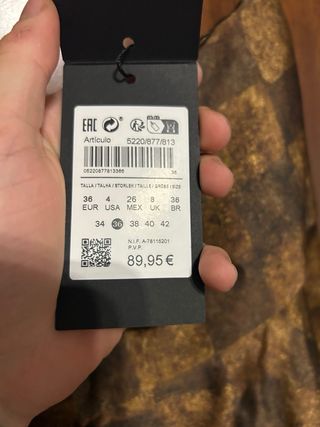 EAC
Artículo 5220/877/813
05220877813366 36
TALLA / TALHA / STORLEK / TAILLE / GRÖßE / SIZE
36 4 26 8 36
EUR USA MEX UK BR
34 36 38 40 42
N.I.F. A-78115201
P.V.P.
89,95 €